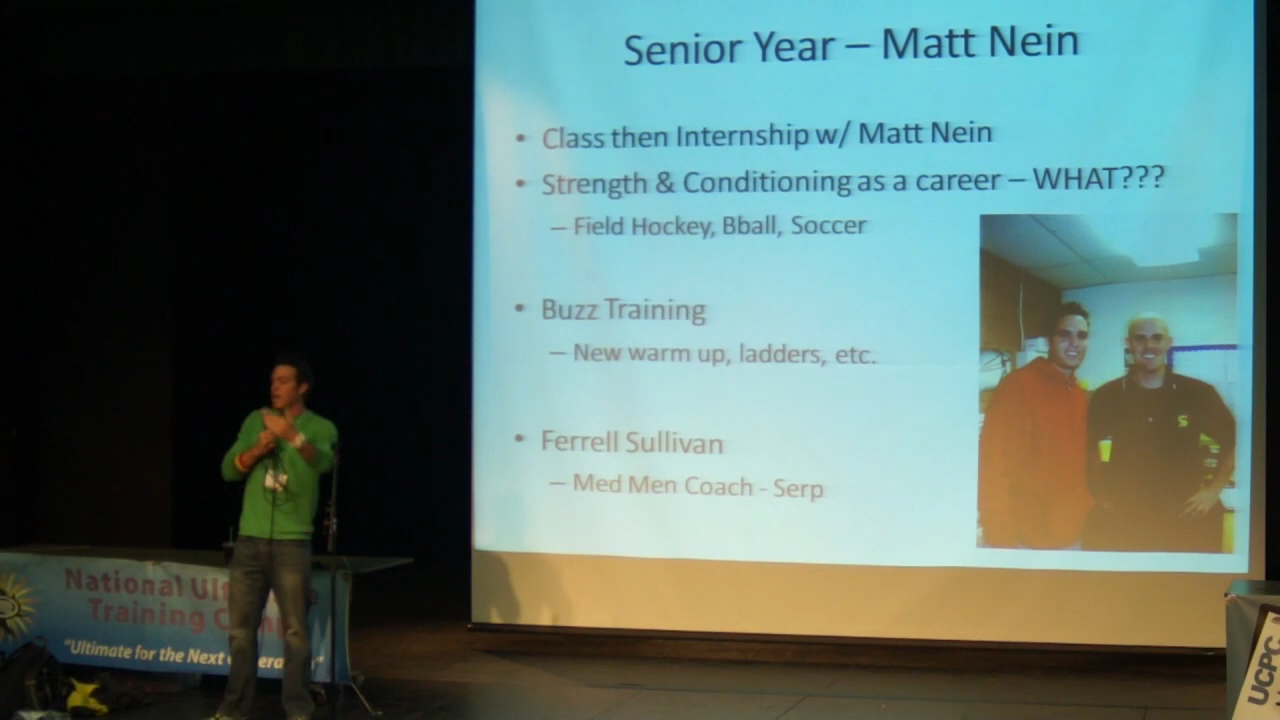 Senior Year – Matt Nein
• Class then Internship w/ Matt Nein
• Strength & Conditioning as a career – WHAT???
– Field Hockey, Bball, Soccer
• Buzz Training
– New warm up, ladders, etc.
• Ferrell Sullivan
– Med Men Coach - Serp
National
Training
"Ultimate for the Next
UCPC